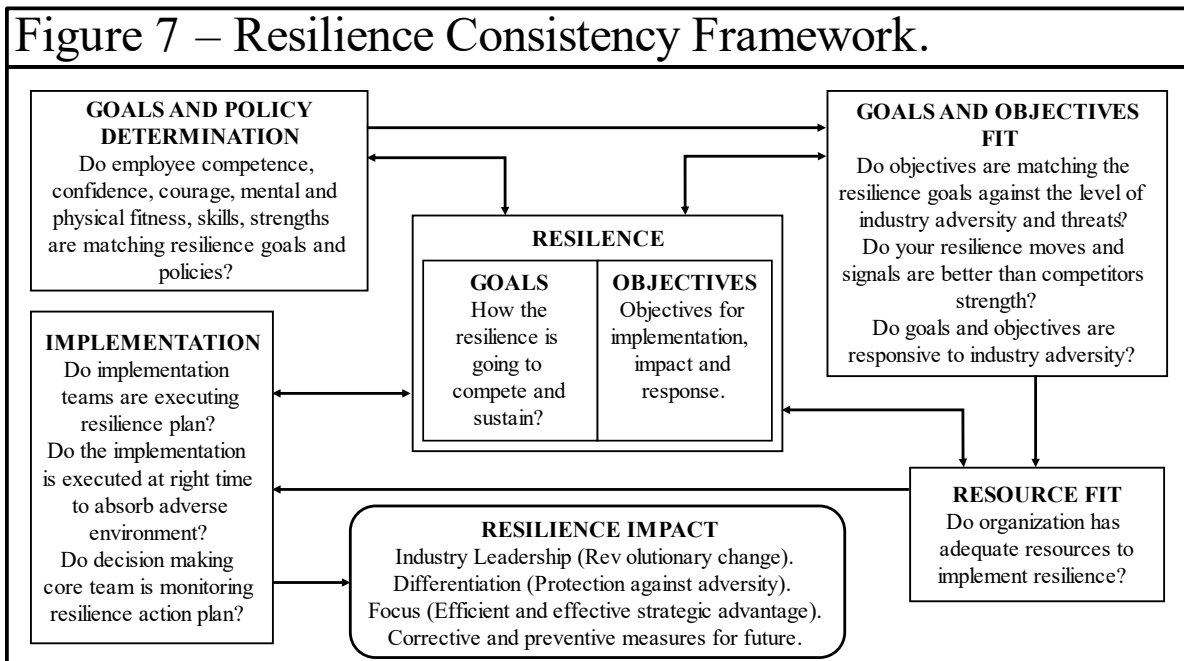 Figure 7 – Resilience Consistency Framework.
GOALS AND POLICY
DETERMINATION
Do employee competence,
confidence, courage, mental and
physical fitness, skills, strengths
are matching resilience goals and
policies?
GOALS AND OBJECTIVES
FIT
Do objectives are matching the
resilience goals against the level of
industry adversity and threats?
Do your resilience moves and
signals are better than competitors
strength?
Do goals and objectives are
responsive to industry adversity?
RESILENCE
GOALS
How the
resilience is
going to
compete and
sustain?
OBJECTIVES
Objectives for
implementation,
impact and
response.
IMPLEMENTATION
Do implementation
teams are executing
resilience plan?
Do the implementation
is executed at right time
to absorb adverse
environment?
Do decision making
core team is monitoring
resilience action plan?
RESOURCE FIT
Do organization has
adequate resources to
implement resilience?
RESILIENCE IMPACT
Industry Leadership (Rev olutionary change).
Differentiation (Protection against adversity).
Focus (Efficient and effective strategic advantage).
Corrective and preventive measures for future.